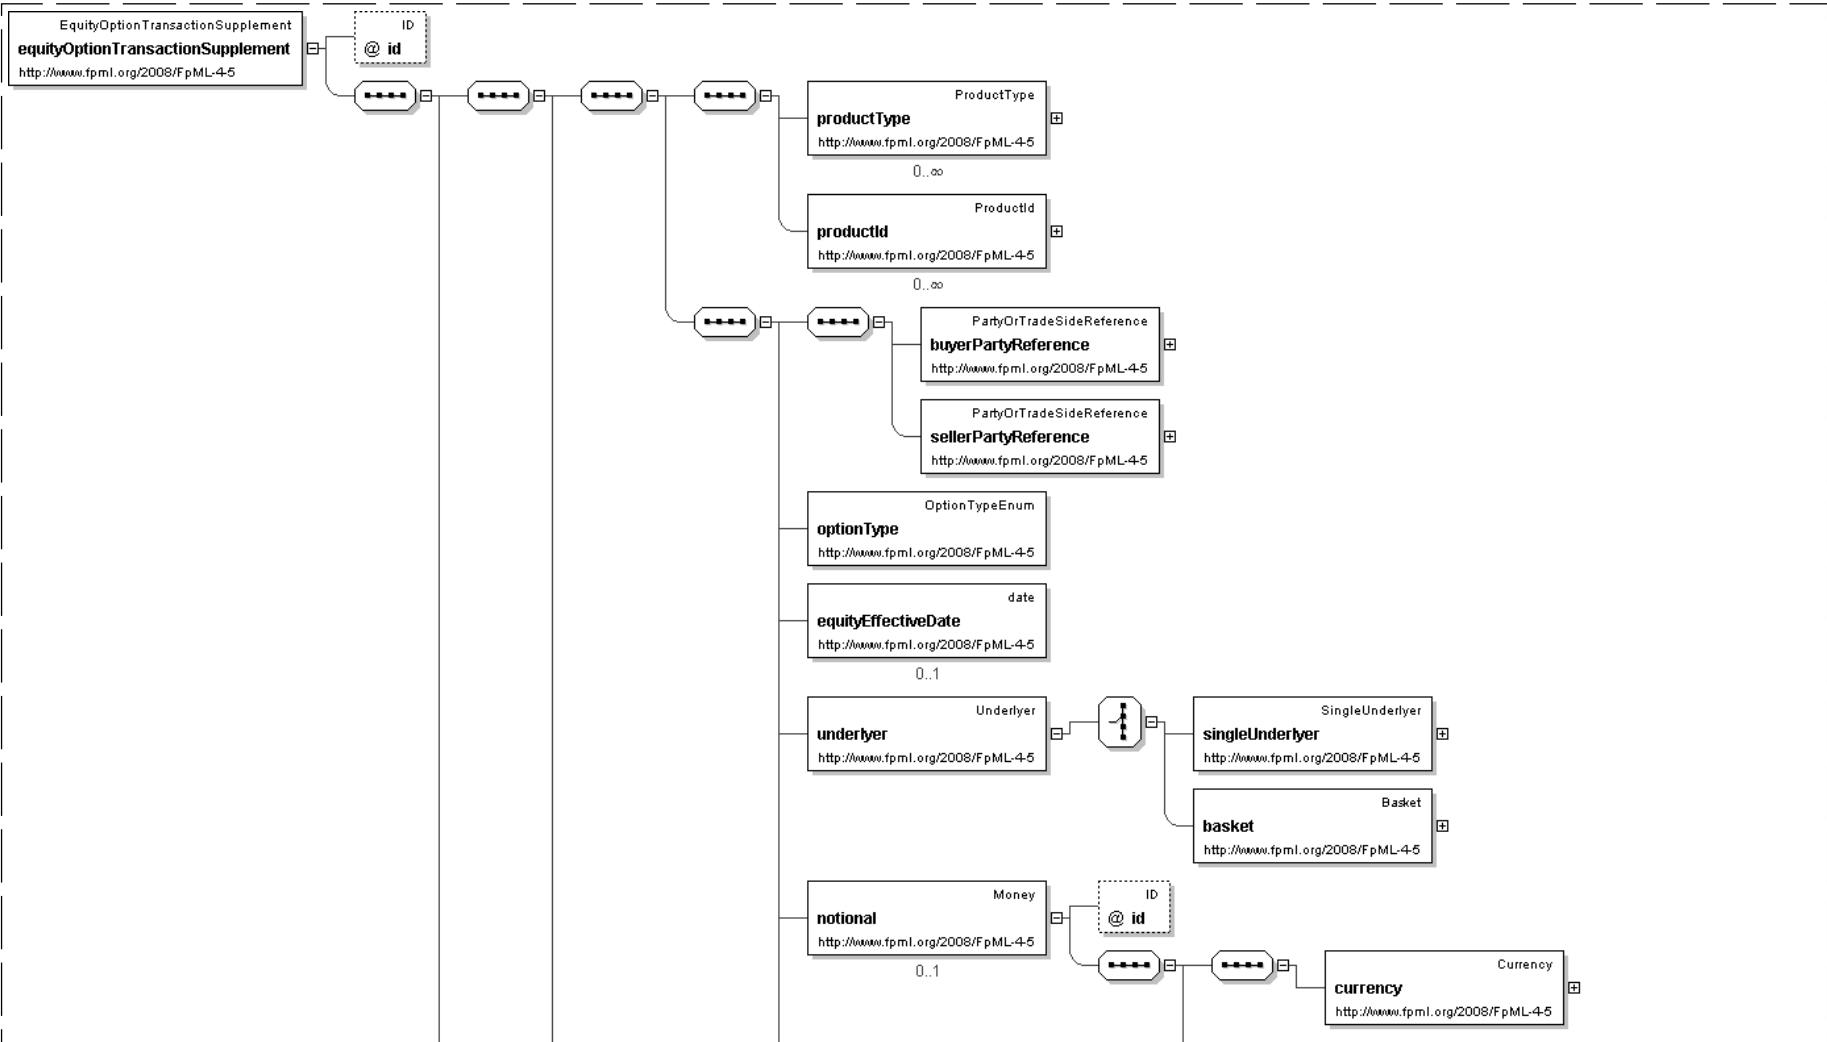 EquityOptionTransactionSupplement
equityOptionTransactionSupplement
http://www.fpml.org/2008/FpML-4-5
ID
@ id
ProductType
productType
http://www.fpml.org/2008/FpML-4-5
0..∞
ProductId
productId
http://www.fpml.org/2008/FpML-4-5
0..∞
PartyOrTradeSideReference
buyerPartyReference
http://www.fpml.org/2008/FpML-4-5
PartyOrTradeSideReference
sellerPartyReference
http://www.fpml.org/2008/FpML-4-5
OptionTypeEnum
optionType
http://www.fpml.org/2008/FpML-4-5
date
equityEffectiveDate
http://www.fpml.org/2008/FpML-4-5
0..1
Underlyer
underlyer
http://www.fpml.org/2008/FpML-4-5
SingleUnderlyer
singleUnderlyer
http://www.fpml.org/2008/FpML-4-5
Basket
basket
http://www.fpml.org/2008/FpML-4-5
Money
notional
http://www.fpml.org/2008/FpML-4-5
0..1
ID
@ id
Currency
currency
http://www.fpml.org/2008/FpML-4-5